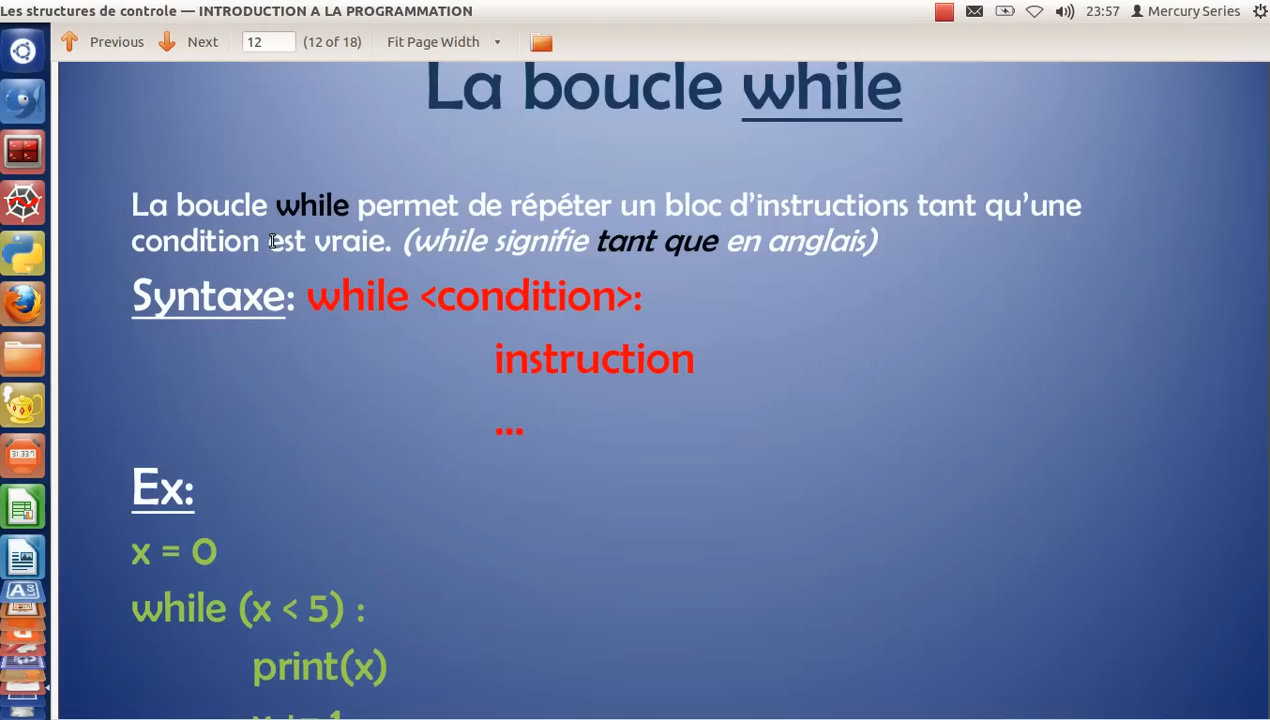 Les structures de controle — INTRODUCTION A LA PROGRAMMATION
23:57 Mercury Series
Previous Next 12 (12 of 18) Fit Page Width
La boucle while
La boucle while permet de répéter un bloc d’instructions tant qu’une
condition est vraie. (while signifie tant que en anglais)
Syntaxe: while <condition>:
instruction
...
Ex:
x = 0
while (x < 5) :
print(x)
x += 1